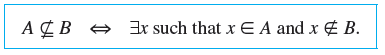 A ⊈ B ⇔ ∃x such that x ∈ A and x ∉ B.